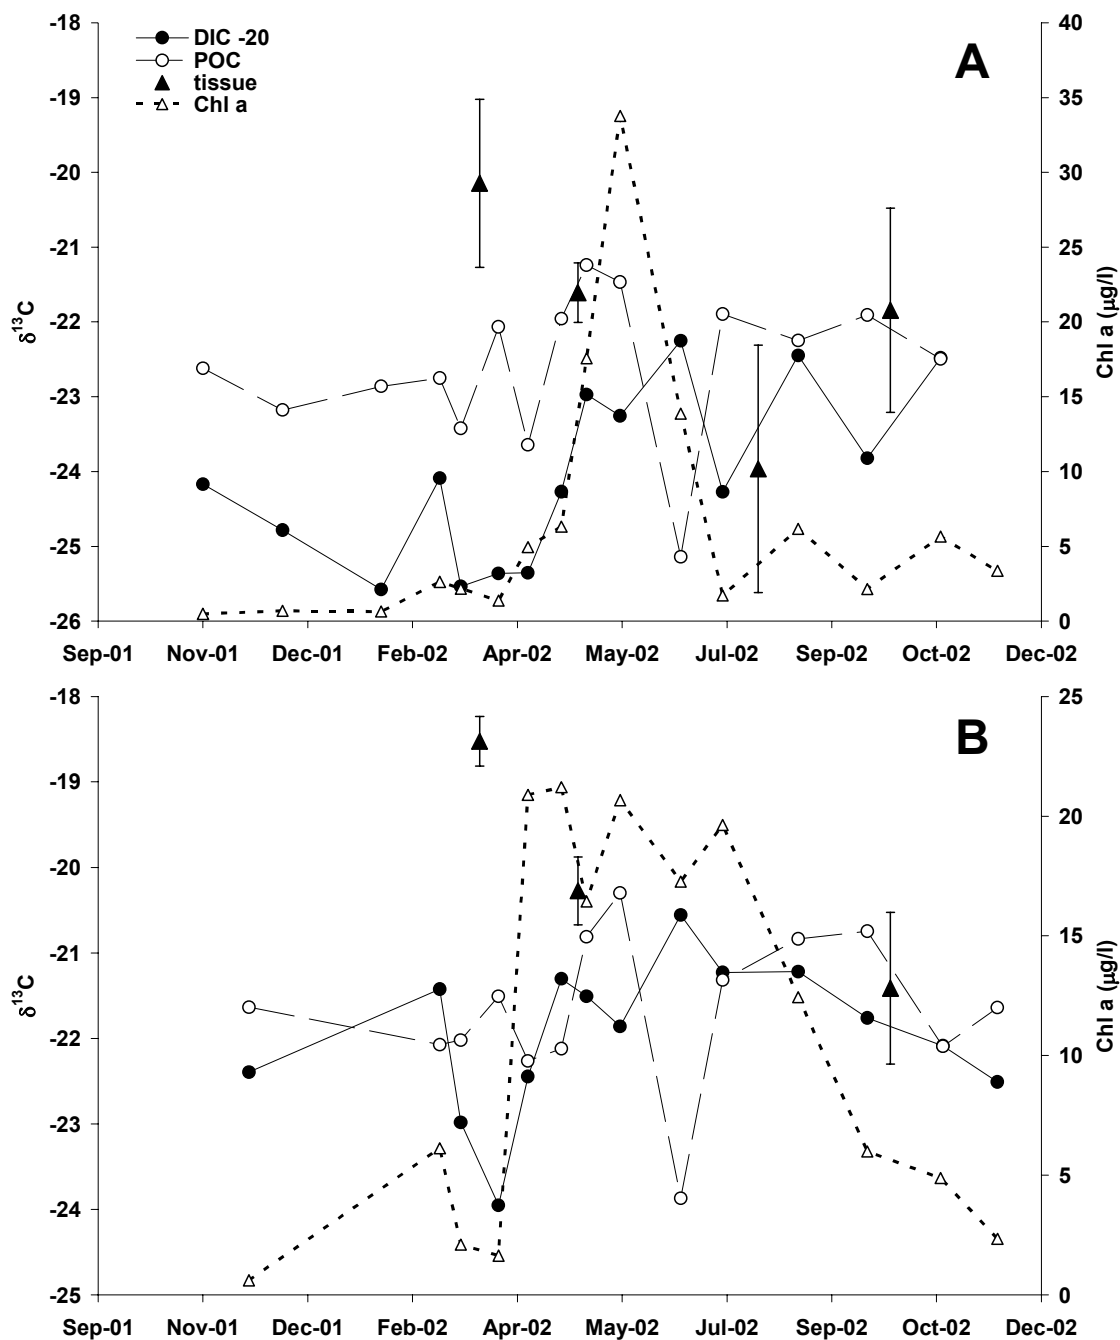 -18
-19
-20
-21
-22
-23
-24
-25
-26
δ13C
DIC -20
POC
tissue
Chl a
A
40
35
30
25
20
15
10
5
0
Chl a (µg/l)
Sep-01 Nov-01 Dec-01 Feb-02 Apr-02 May-02 Jul-02 Sep-02 Oct-02 Dec-02
-18
-19
-20
-21
-22
-23
-24
-25
δ13C
B
25
20
15
10
5
0
Chl a (µg/l)
Sep-01 Nov-01 Dec-01 Feb-02 Apr-02 May-02 Jul-02 Sep-02 Oct-02 Dec-02